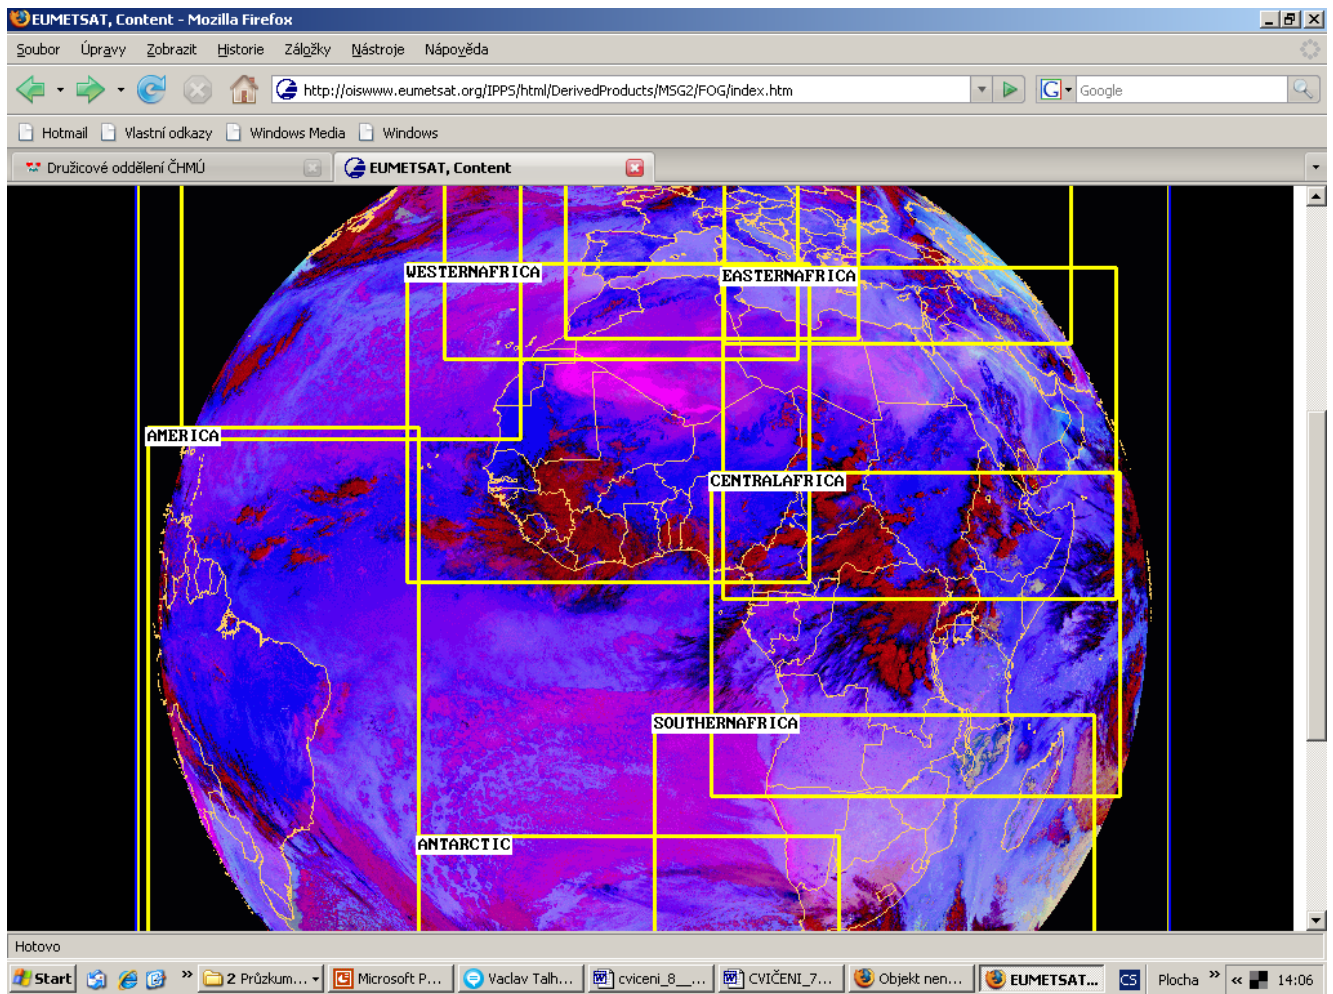 EUMETSAT, Content - Mozilla Firefox
Soubor Úpravy Zobrazit Historie Záložky Nástroje Nápověda
http://oiswww.eumetsat.org/IPPS/html/DerivedProducts/MSG2/FOG/index.htm
G Google
Hotmail Vlastní odkazy Windows Media Windows
Družicové oddělení ČHMÚ EUMETSAT, Content
WESTERNAFRICA
EASTERNAFRICA
AMERICA
CENTRALAFRICA
SOUTHERNAFRICA
ANTARCTIC
Hotovo
Start » 2 Průzkum... Microsoft P... Vaclav Talh... cviceni_8__... CVIČENI_7... Objekt nen... EUMETSAT... CS Plocha » « 14:06